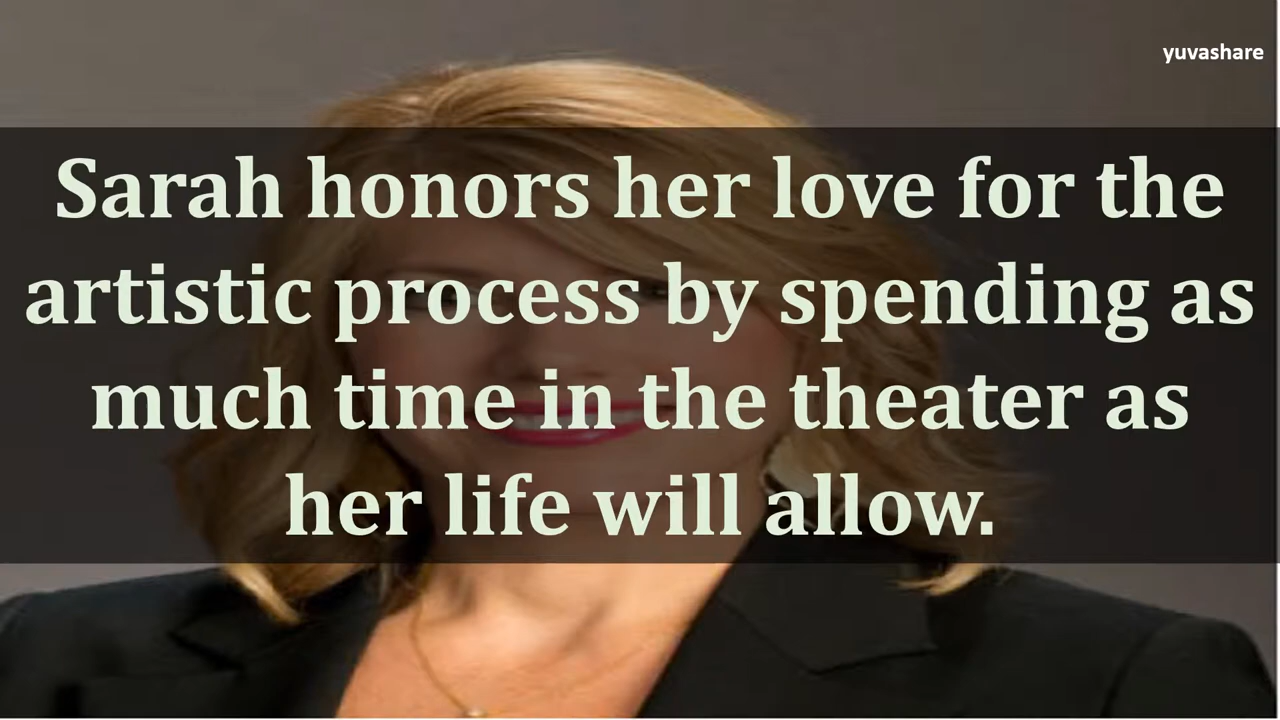 yuvashare
Sarah honors her love for the
artistic process by spending as
much time in the theater as
her life will allow.